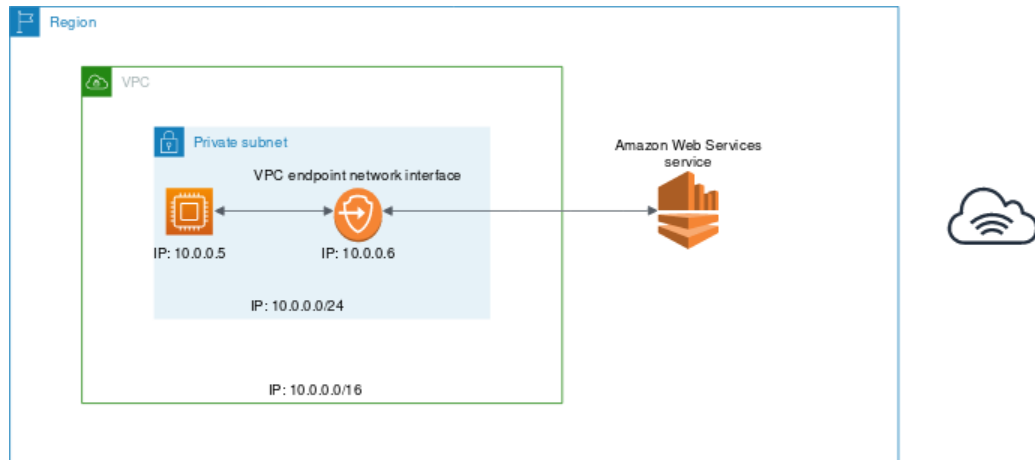 Region
VPC
Private subnet
Amazon Web Services
service
VPC endpoint network interface
IP: 10.0.0.5
IP: 10.0.0.6
IP: 10.0.0.0/24
IP: 10.0.0.0/16